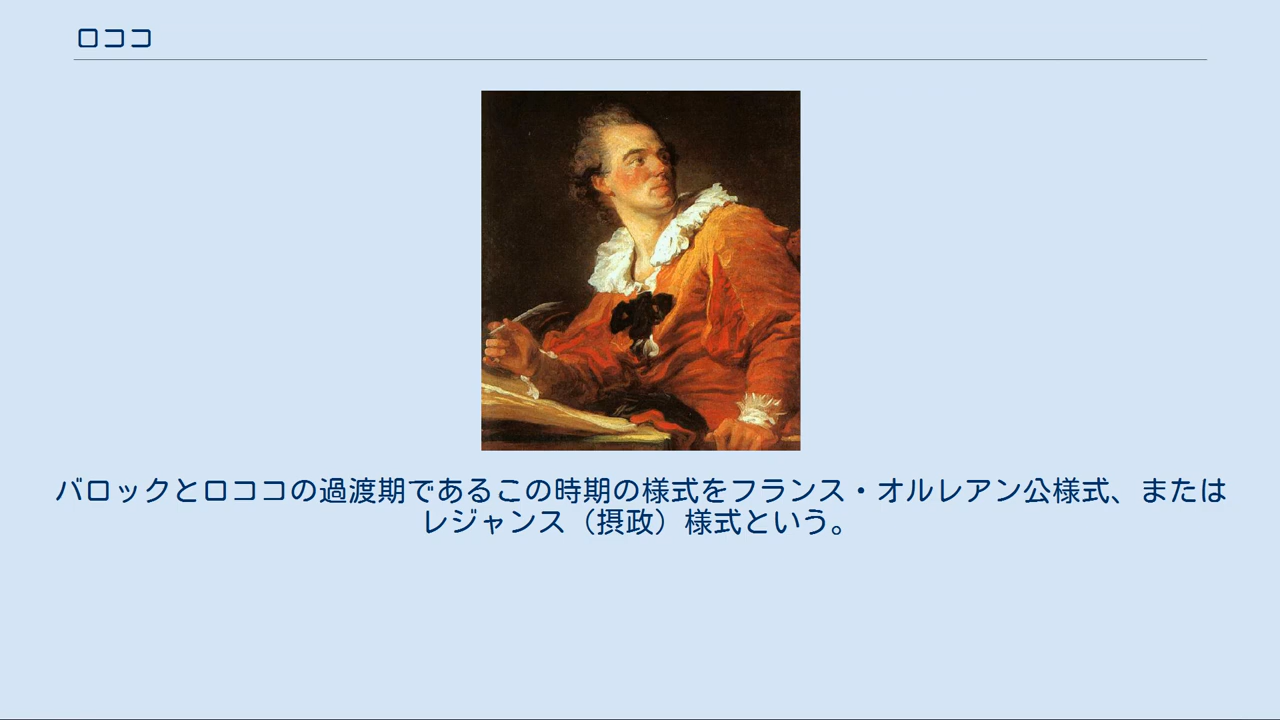 ロココ
バロックとロココの過渡期であるこの時期の様式をフランス・オルレアン公様式、または
レジャンス（摂政）様式という。